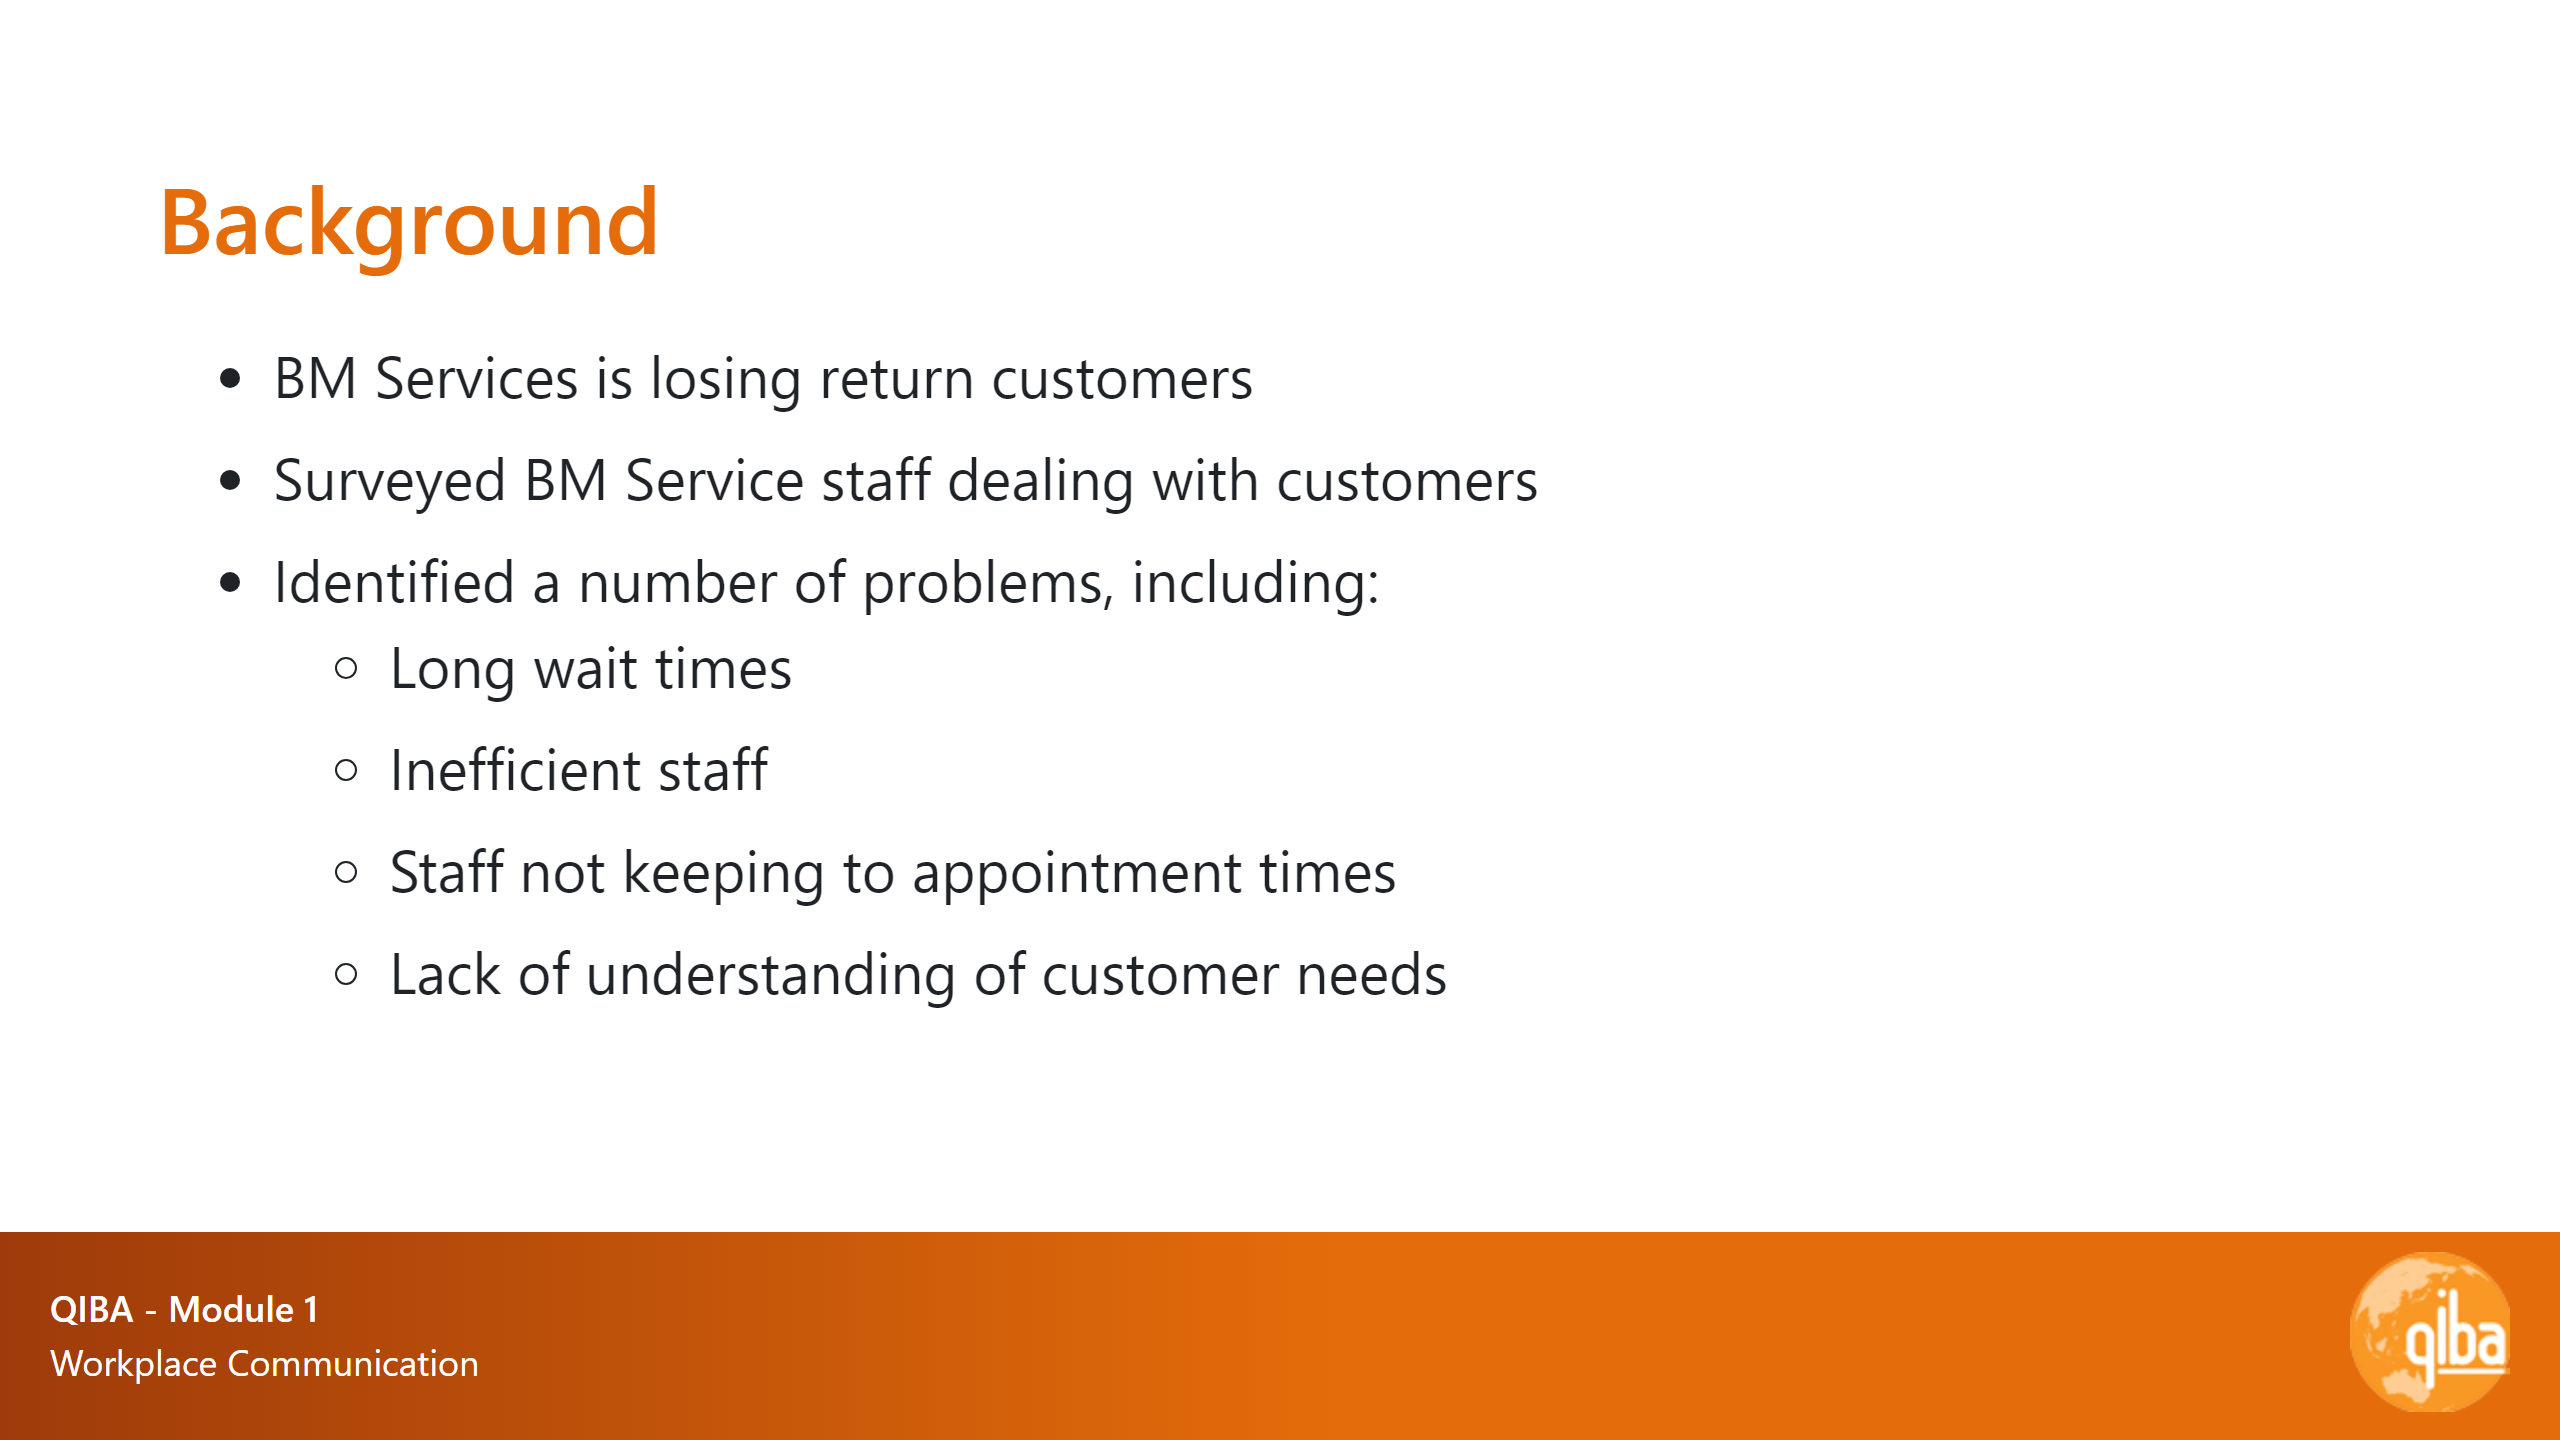 Background
• BM Services is losing return customers
• Surveyed BM Service staff dealing with customers
• Identified a number of problems, including:
○ Long wait times
○ Inefficient staff
○ Staff not keeping to appointment times
○ Lack of understanding of customer needs
QIBA - Module 1
Workplace Communication
qiba